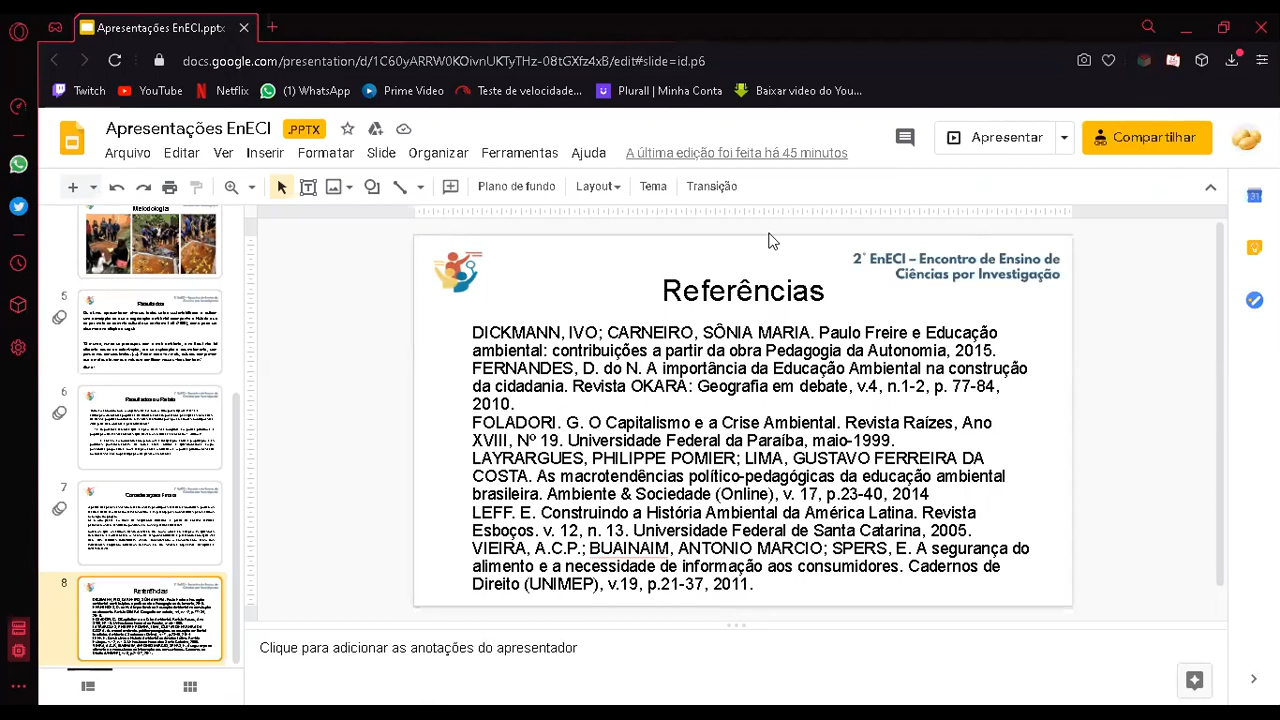 Apresentações EnECI.pptx
docs.google.com/presentation/d/1C60yARRW0KOivnUKTyTHz-08tGXfz4xB/edit#slide=id.p6
Twitch YouTube Netflix (1) WhatsApp Prime Video Teste de velocidade... Plurall | Minha Conta Baixar video do You...
Apresentações EnECI .PPTX
Apresentar Compartilhar
Arquivo Editar Ver Inserir Formatar Slide Organizar Ferramentas Ajuda A última edição foi feita há 45 minutos
Plano de fundo Layout Tema Transição
Metodologia
5
Resultados
6
7
8
Referências
2° EnECI – Encontro de Ensino de
Ciências por Investigação
Referências
DICKMANN, IVO; CARNEIRO, SÔNIA MARIA. Paulo Freire e Educação
ambiental: contribuições a partir da obra Pedagogia da Autonomia, 2015.
FERNANDES, D. do N. A importância da Educação Ambiental na construção
da cidadania. Revista OKARA: Geografia em debate, v.4, n.1-2, p. 77-84,
2010.
FOLADORI. G. O Capitalismo e a Crise Ambiental. Revista Raízes, Ano
XVIII, Nº 19. Universidade Federal da Paraíba, maio-1999.
LAYRARGUES, PHILIPPE POMIER; LIMA, GUSTAVO FERREIRA DA
COSTA. As macrotendências político-pedagógicas da educação ambiental
brasileira. Ambiente & Sociedade (Online), v. 17, p.23-40, 2014
LEFF. E. Construindo a História Ambiental da América Latina. Revista
Esboços. v.12, n.13. Universidade Federal de Santa Catarina, 2005.
VIEIRA, A.C.P.; BUAINAIM, ANTONIO MARCIO; SPERS, E. A segurança do
alimento e a necessidade de informação aos consumidores. Cadernos de
Direito (UNIMEP), v.19, p.21-37, 2011.
Clique para adicionar as anotações do apresentador